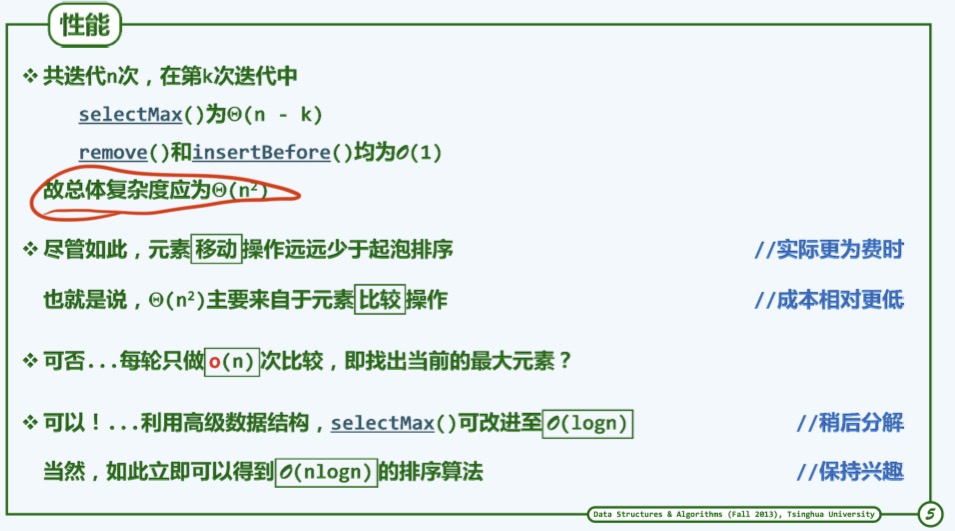 性能
❖ 共迭代n次，在第k次迭代中
selectMax()为Θ(n - k)
remove()和insertBefore()均为O(1)
故总体复杂度应为Θ(n²)
❖ 尽管如此，元素移动操作远远少于起泡排序 //实际更为费时
也就是说，Θ(n²)主要来自于元素比较操作 //成本相对更低
❖ 可否...每轮只做o(n)次比较，即找出当前的最大元素？
❖ 可以！...利用高级数据结构，selectMax()可改进至O(logn) //稍后分解
当然，如此立即可以得到O(nlogn)的排序算法 //保持兴趣
Data Structures & Algorithms (Fall 2013), Tsinghua University 5